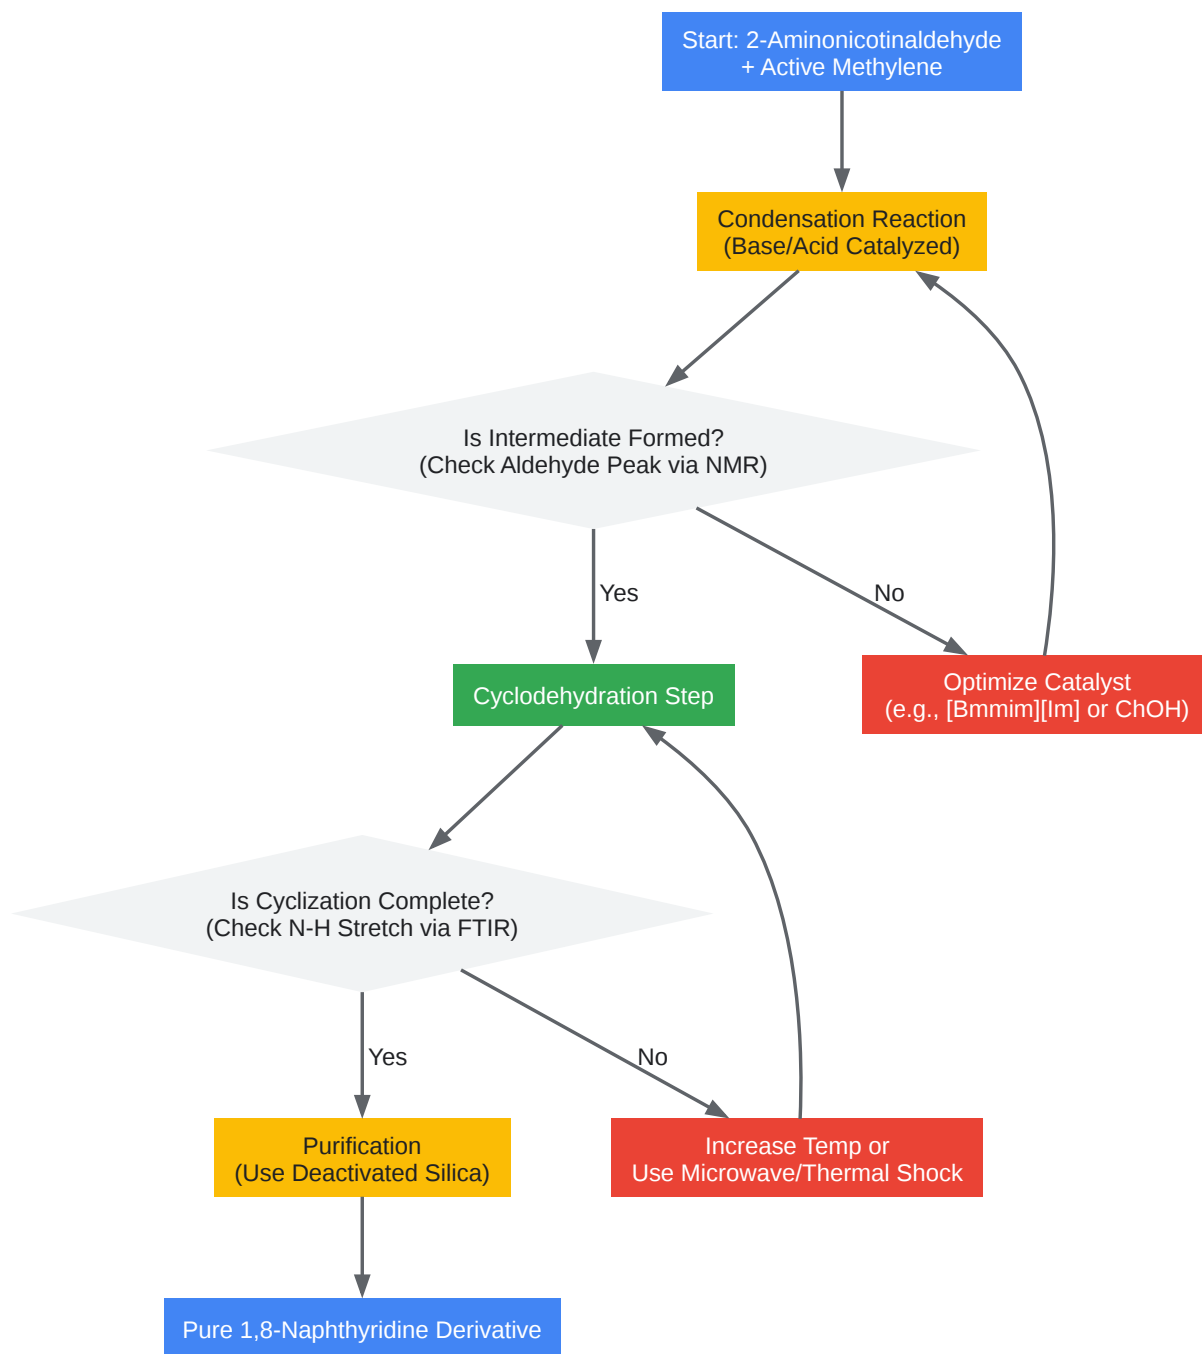 Start: 2-Aminonicotinaldehyde
+ Active Methylene
Condensation Reaction
(Base/Acid Catalyzed)
Is Intermediate Formed?
(Check Aldehyde Peak via NMR)
Yes
No
Cyclodehydration Step
Optimize Catalyst
(e.g., [Bmmim][Im] or ChOH)
Is Cyclization Complete?
(Check N-H Stretch via FTIR)
Yes
No
Purification
(Use Deactivated Silica)
Increase Temp or
Use Microwave/Thermal Shock
Pure 1,8-Naphthyridine Derivative